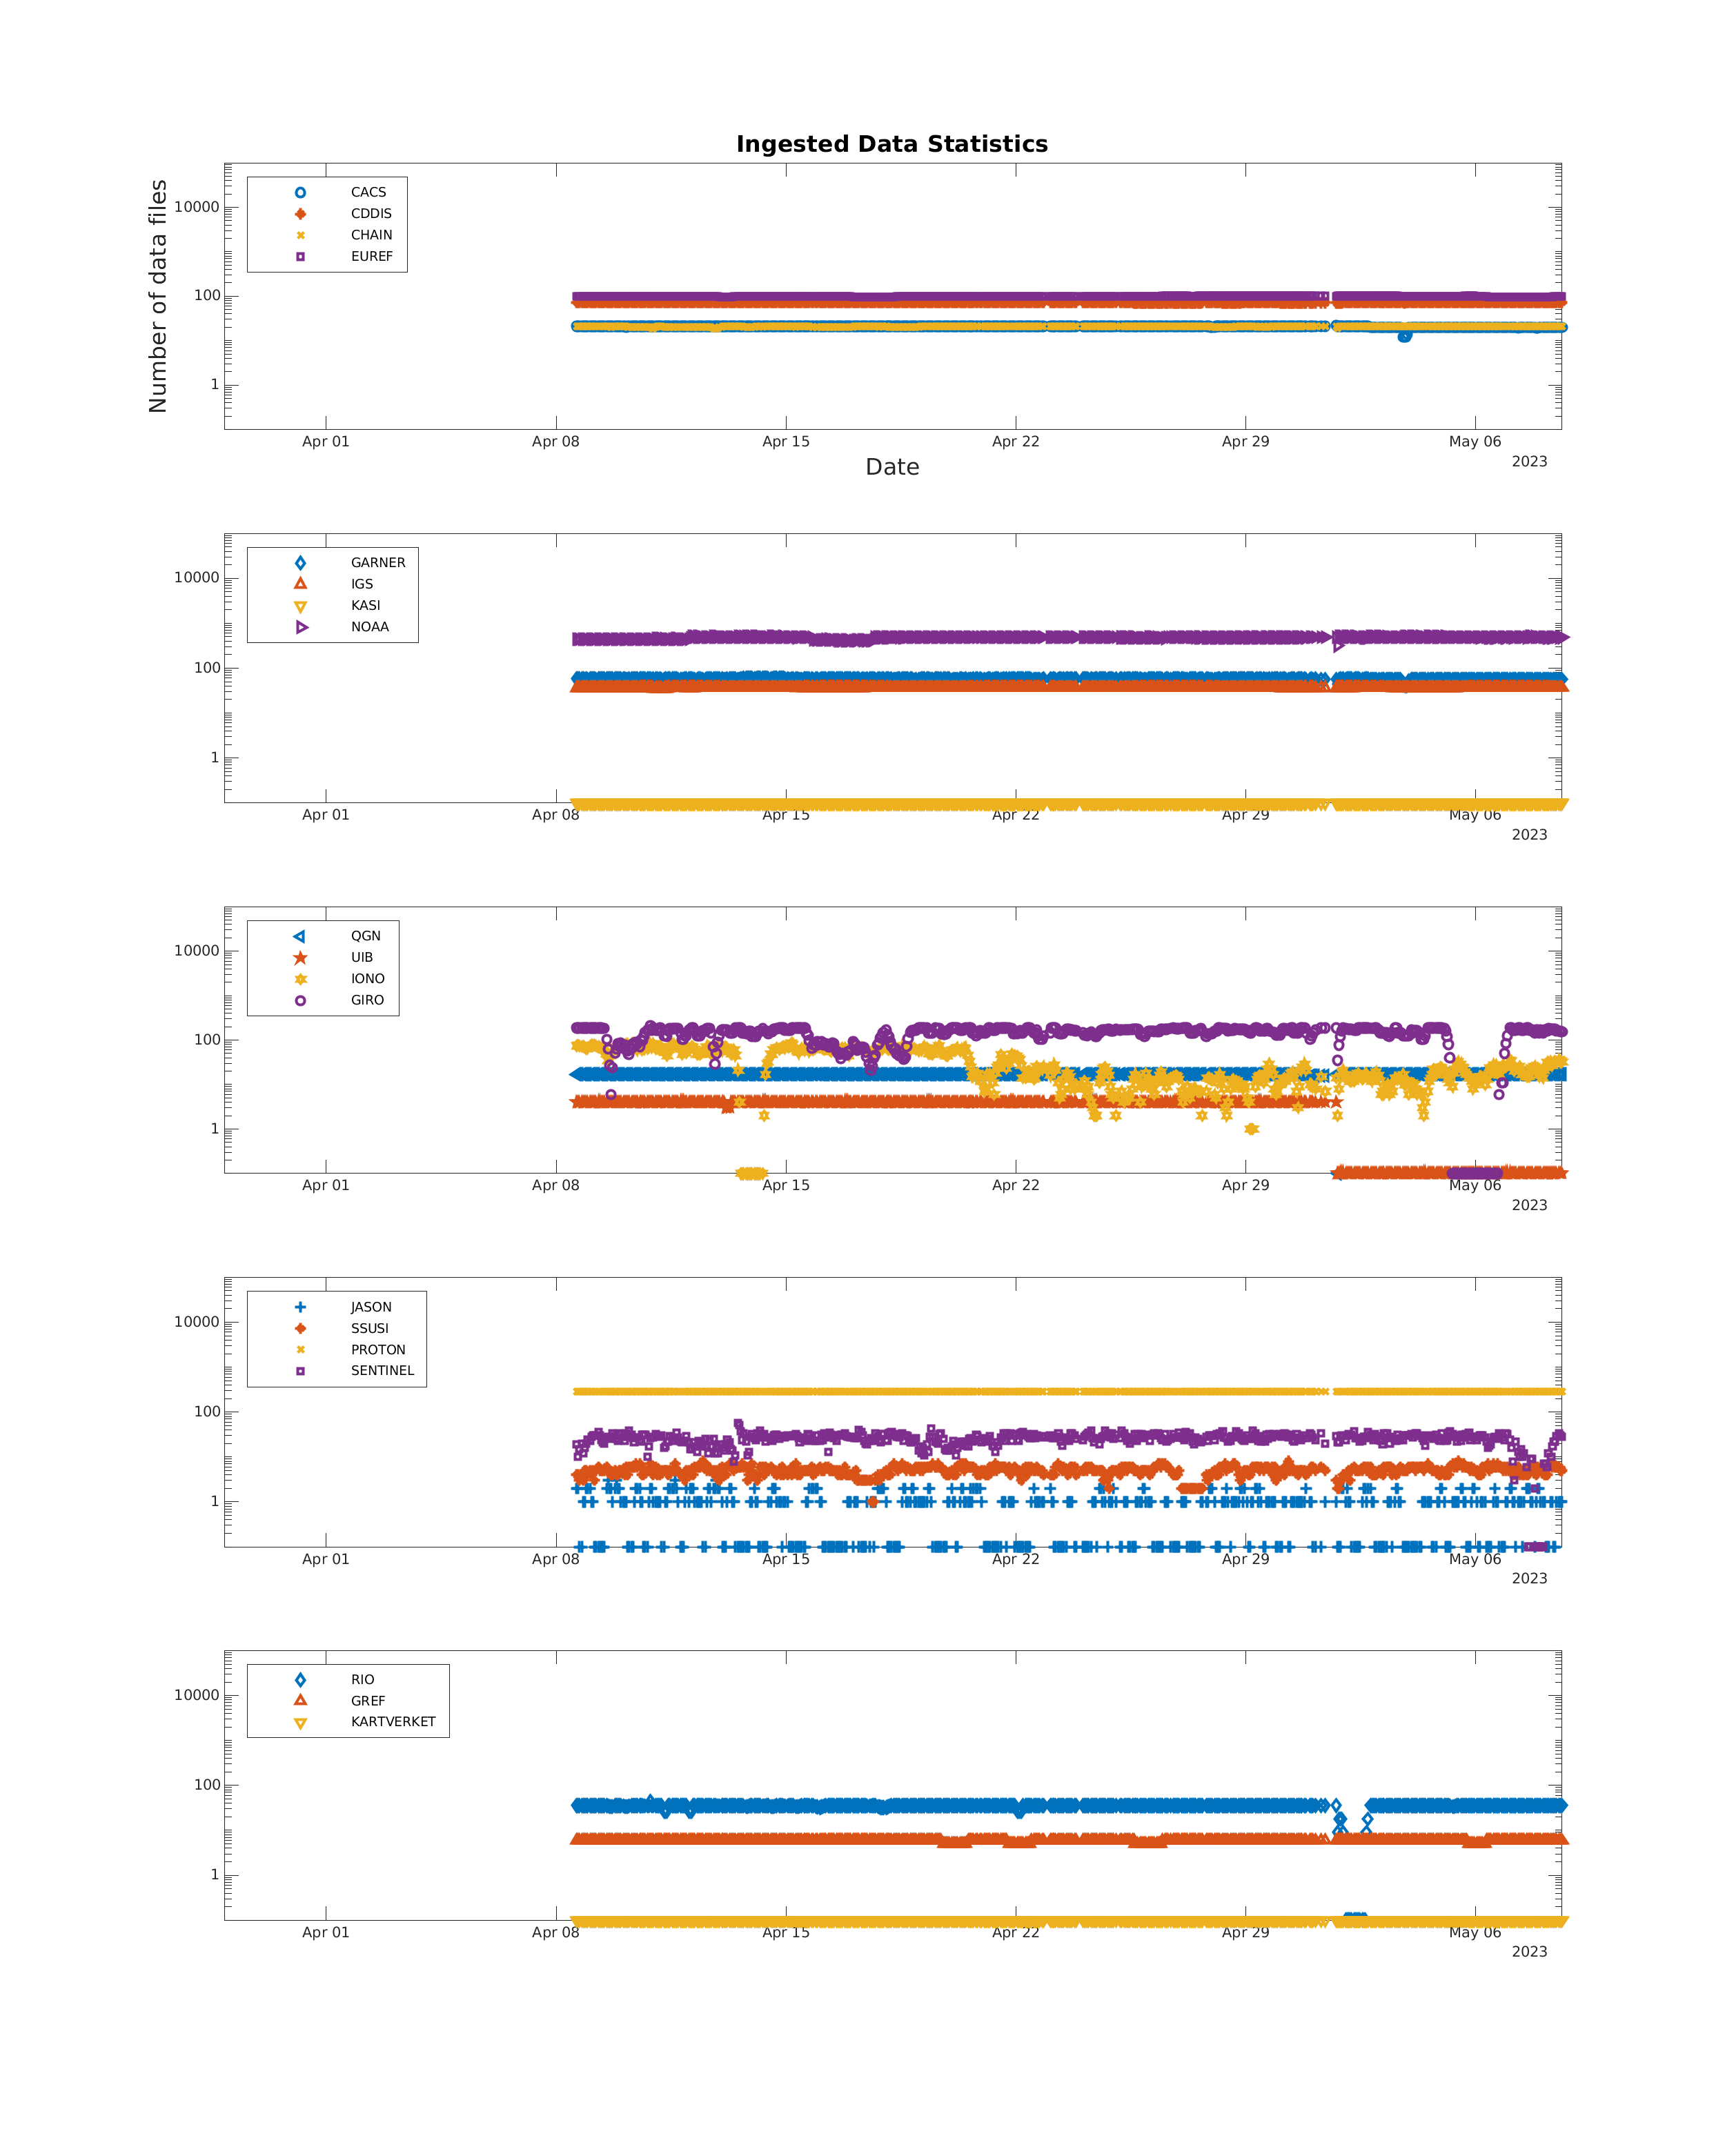 Ingested Data Statistics
Number of data files
10000
100
1
CACS
CDDIS
CHAIN
EUREF
Apr 01 Apr 08 Apr 15 Apr 22 Apr 29 May 06
2023
Date
10000
100
1
GARNER
IGS
KASI
NOAA
Apr 01 Apr 08 Apr 15 Apr 22 Apr 29 May 06
2023
10000
100
1
QGN
UIB
IONO
GIRO
Apr 01 Apr 08 Apr 15 Apr 22 Apr 29 May 06
2023
10000
100
1
JASON
SSUSI
PROTON
SENTINEL
Apr 01 Apr 08 Apr 15 Apr 22 Apr 29 May 06
2023
10000
100
1
RIO
GREF
KARTVERKET
Apr 01 Apr 08 Apr 15 Apr 22 Apr 29 May 06
2023